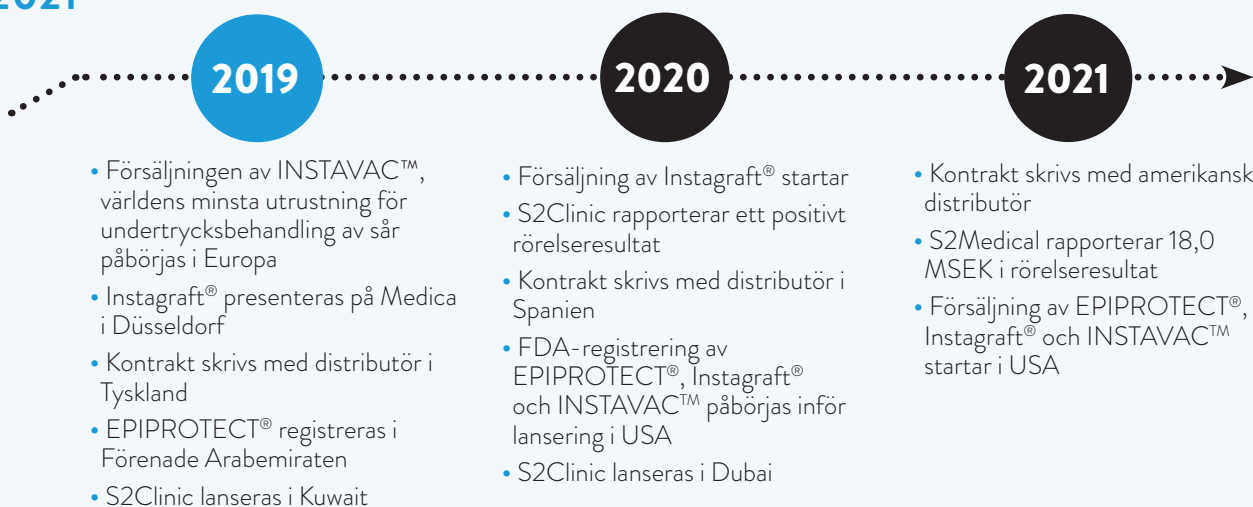 2021
2019
• Försäljningen av INSTAVAC™,
världens minsta utrustning för
undertrycksbehandling av sår
påbörjas i Europa
• Instagraft® presenteras på Medica
i Düsseldorf
• Kontrakt skrivs med distributör i
Tyskland
• EPIPROTECT® registreras i
Förenade Arabemiraten
• S2Clinic lanseras i Kuwait
2020
• Försäljning av Instagraft® startar
• S2Clinic rapporterar ett positivt
rörelseresultat
• Kontrakt skrivs med distributör i
Spanien
• FDA-registrering av
EPIPROTECT®, Instagraft®
och INSTAVAC™ påbörjas inför
lansering i USA
• S2Clinic lanseras i Dubai
2021
• Kontrakt skrivs med amerikansk
distributör
• S2Medical rapporterar 18,0
MSEK i rörelseresultat
• Försäljning av EPIPROTECT®,
Instagraft® och INSTAVAC™
startar i USA